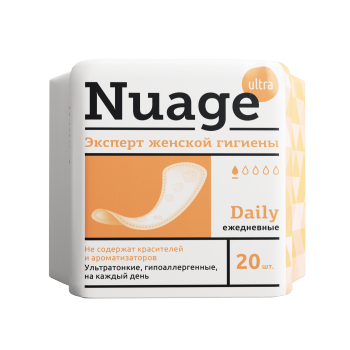 Nuage
ultra
Эксперт женской гигиены
Daily
ежедневные
Не содержат красителей
и ароматизаторов
Ультратонкие, гипоаллергенные,
на каждый день
20 шт.